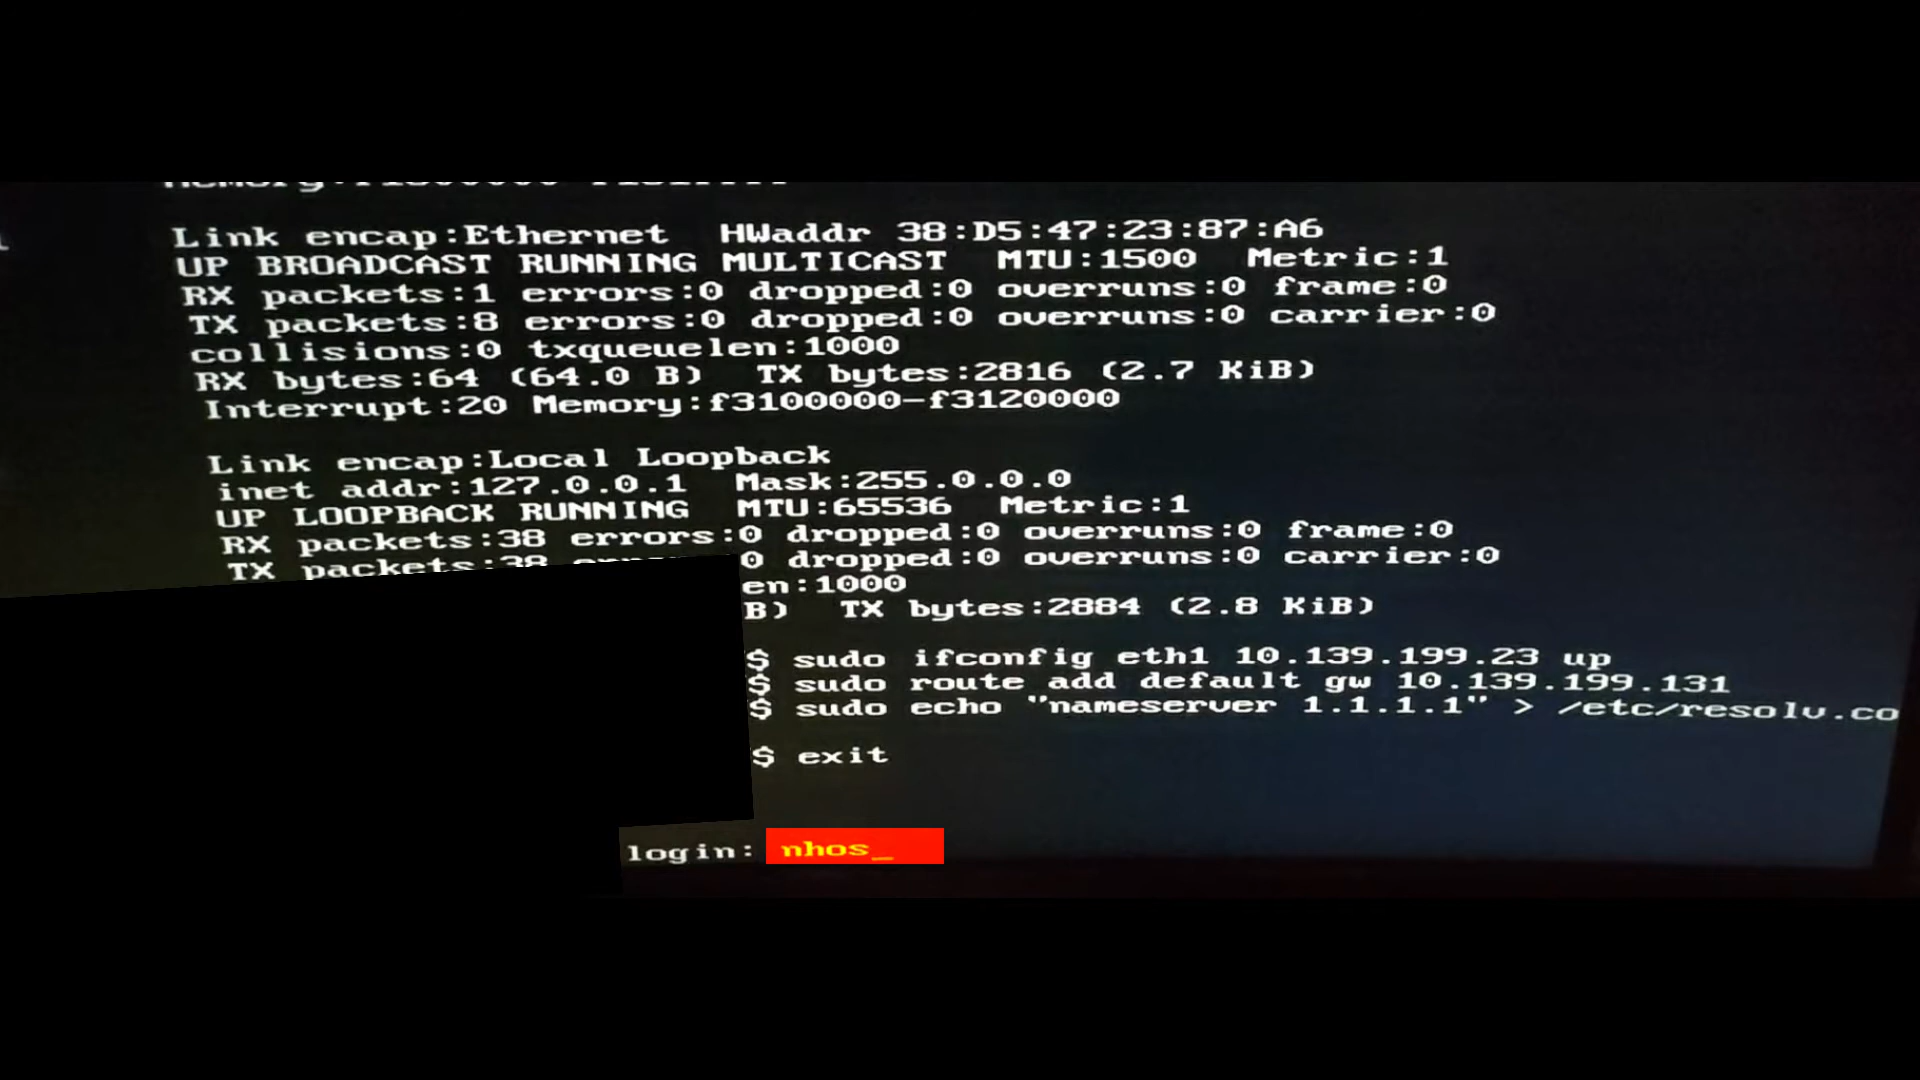 Link encap:Ethernet  HWaddr 38:D5:47:23:87:A6
UP BROADCAST RUNNING MULTICAST  MTU:1500  Metric:1
RX packets:1 errors:0 dropped:0 overruns:0 frame:0
TX packets:8 errors:0 dropped:0 overruns:0 carrier:0
collisions:0 txqueuelen:1000
RX bytes:64 (64.0 B)  TX bytes:2816 (2.7 KiB)
Interrupt:20 Memory:f3100000-f3120000
Link encap:Local Loopback
inet addr:127.0.0.1  Mask:255.0.0.0
UP LOOPBACK RUNNING  MTU:65536  Metric:1
RX packets:38 errors:0 dropped:0 overruns:0 frame:0
TX packets:38 0 dropped:0 overruns:0 carrier:0
en:1000
B)  TX bytes:2884 (2.8 KiB)
$ sudo ifconfig eth1 10.139.199.23 up
$ sudo route add default gw 10.139.199.131
$ sudo echo "nameserver 1.1.1.1" > /etc/resolv.co
$ exit
login: nhos_